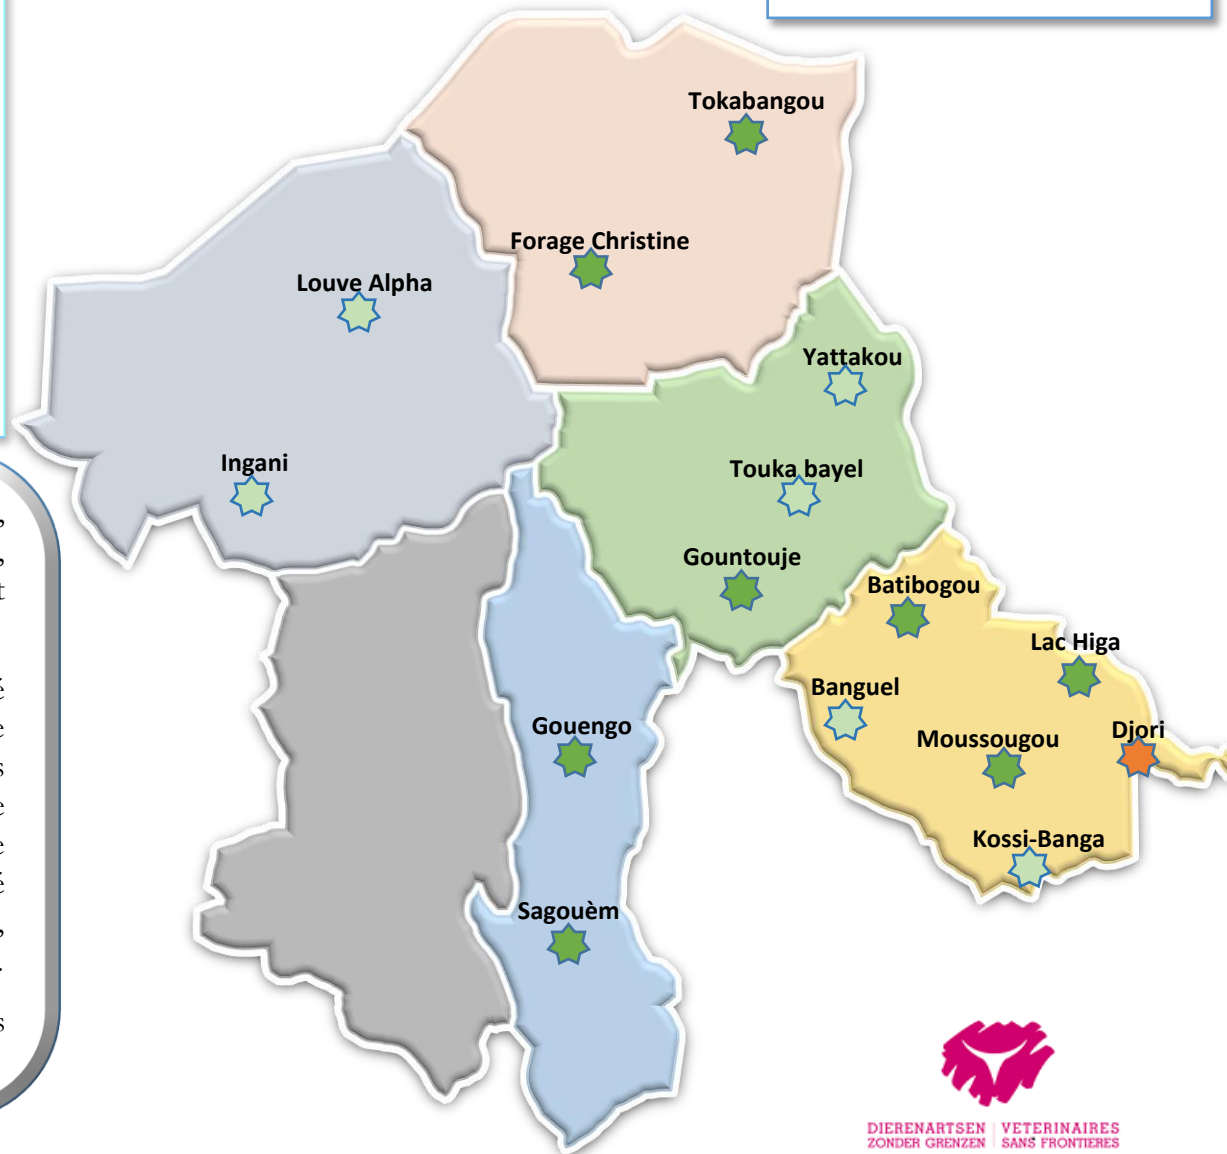 Tokabangou
Forage Christine
Louve Alpha
Yattakou
Ingani
Touka bayel
Gountouje
Batibogou
Lac Higa
Banguel
Gouengo
Moussougou
Djori
Kossi-Banga
Sagouèm
DIERENARTSEN | VETERINAIRES
ZONDER GRENZEN | SANS FRONTIERES